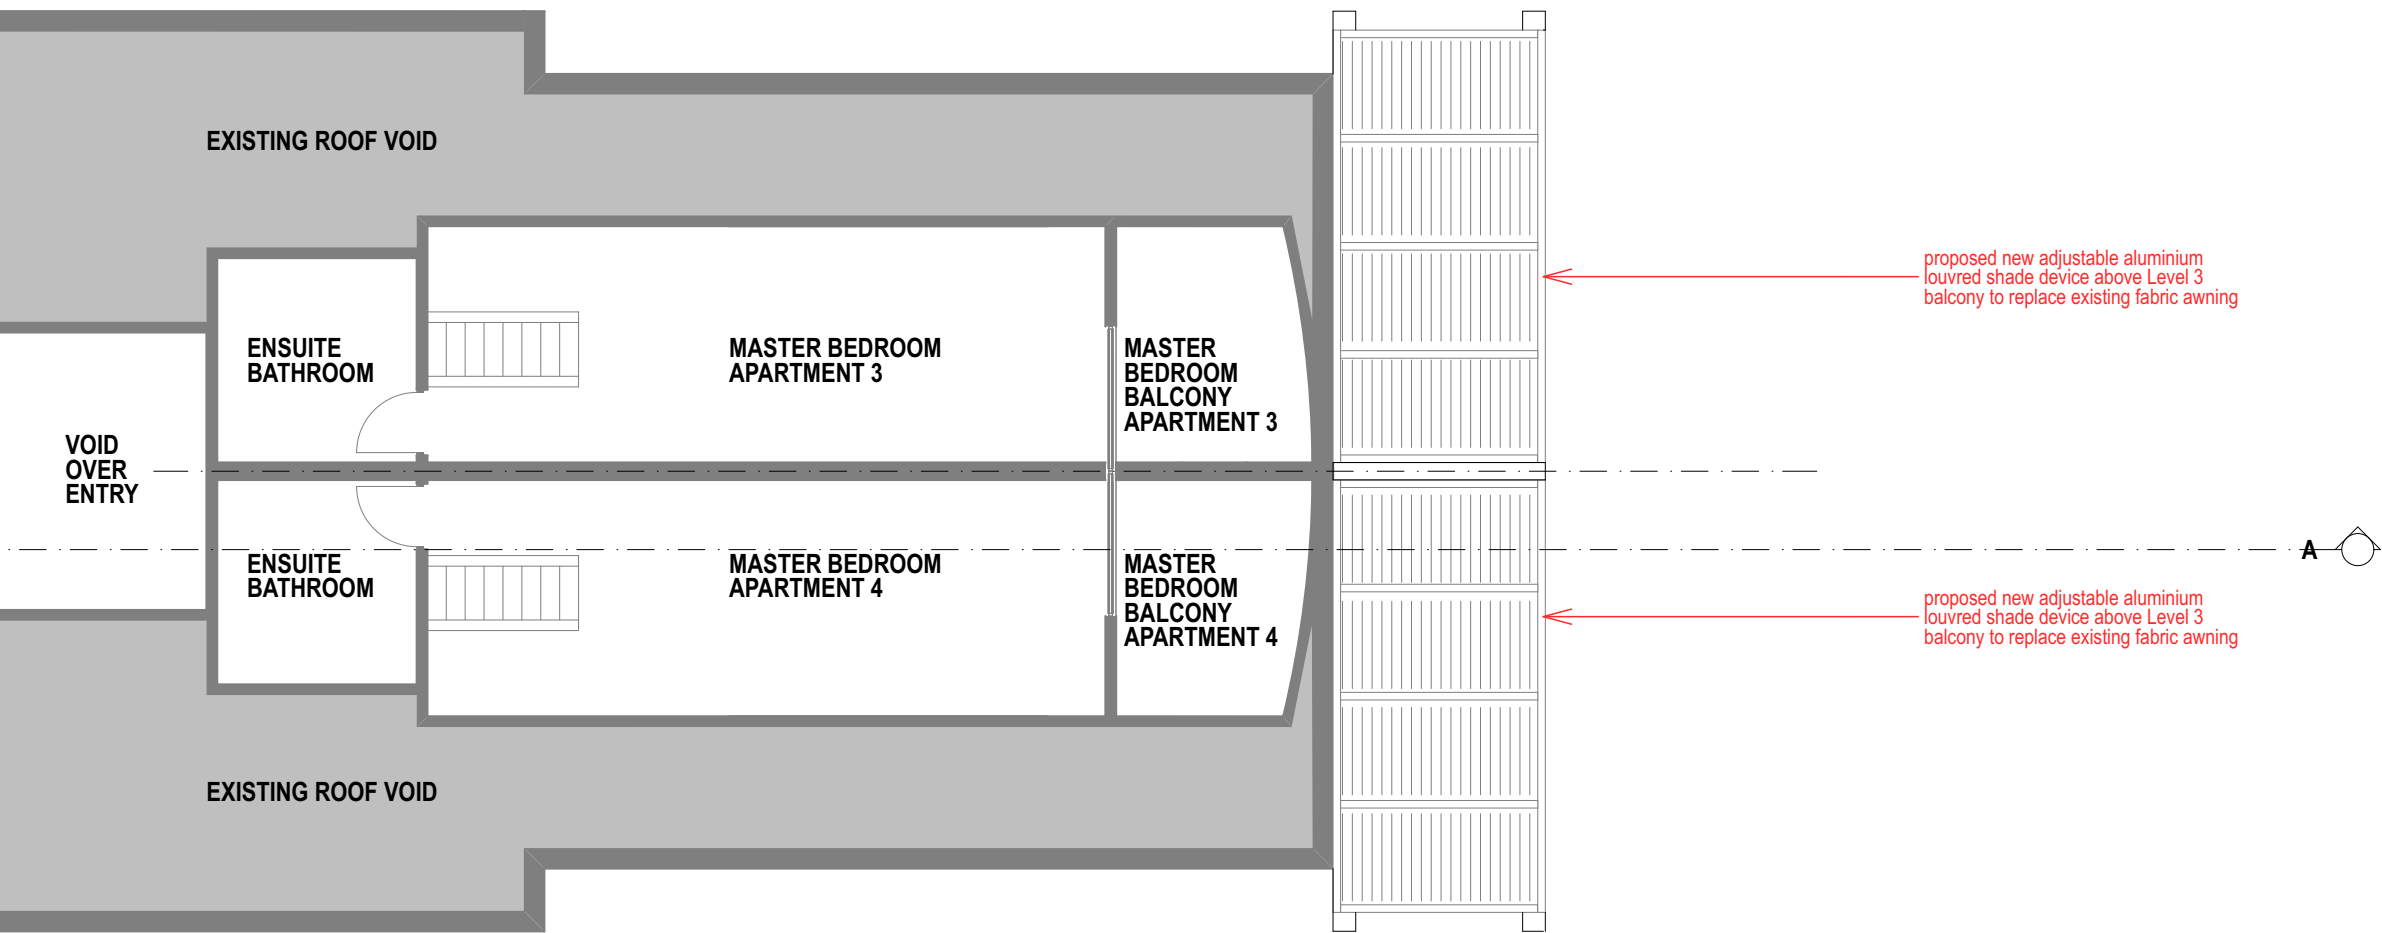 EXISTING ROOF VOID
proposed new adjustable aluminium
louvred shade device above Level 3
balcony to replace existing fabric awning
ENSUITE
BATHROOM
MASTER BEDROOM
APARTMENT 3
MASTER
BEDROOM
BALCONY
APARTMENT 3
VOID
OVER
ENTRY
A
ENSUITE
BATHROOM
MASTER BEDROOM
APARTMENT 4
MASTER
BEDROOM
BALCONY
APARTMENT 4
proposed new adjustable aluminium
louvred shade device above Level 3
balcony to replace existing fabric awning
EXISTING ROOF VOID